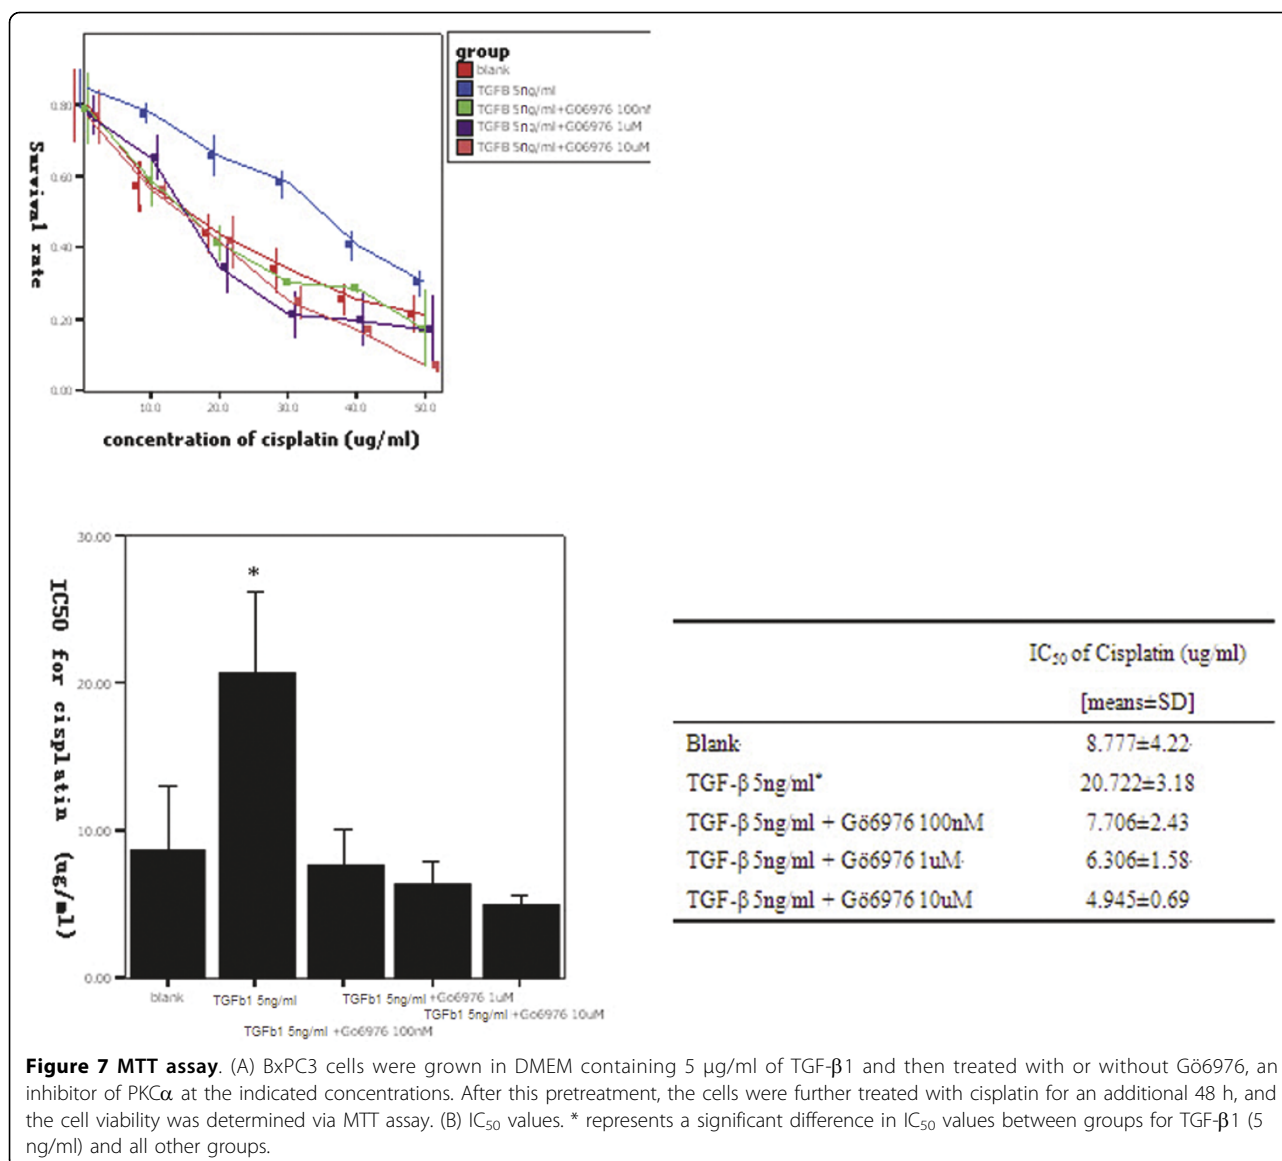 group
blank
TGFB 5ng/ml
TGFB 5ng/ml+G06976 100nM
TGFB 5ng/ml+G06976 1uM
TGFB 5ng/ml+G06976 10uM
Survival rate
0.80
0.60
0.40
0.20
0.00
10.0 20.0 30.0 40.0 50.0
concentration of cisplatin (ug/ml)
IC50 for cisplatin (ug/ml)
30.00
*
20.00
10.00
0.00
blank TGFb1 5ng/ml TGFb1 5ng/ml +Go6976 1uM
TGFb1 5ng/ml +Go6976 10uM
TGFb1 5ng/ml +Go6976 100nM
IC50 of Cisplatin (ug/ml)
[means±SD]
Blank 8.777±4.22
TGF-β 5ng/ml* 20.722±3.18
TGF-β 5ng/ml + Gö6976 100nM 7.706±2.43
TGF-β 5ng/ml + Gö6976 1uM 6.306±1.58
TGF-β 5ng/ml + Gö6976 10uM 4.945±0.69
Figure 7 MTT assay. (A) BxPC3 cells were grown in DMEM containing 5 μg/ml of TGF-β1 and then treated with or without Gö6976, an
inhibitor of PKCα at the indicated concentrations. After this pretreatment, the cells were further treated with cisplatin for an additional 48 h, and
the cell viability was determined via MTT assay. (B) IC50 values. * represents a significant difference in IC50 values between groups for TGF-β1 (5
ng/ml) and all other groups.